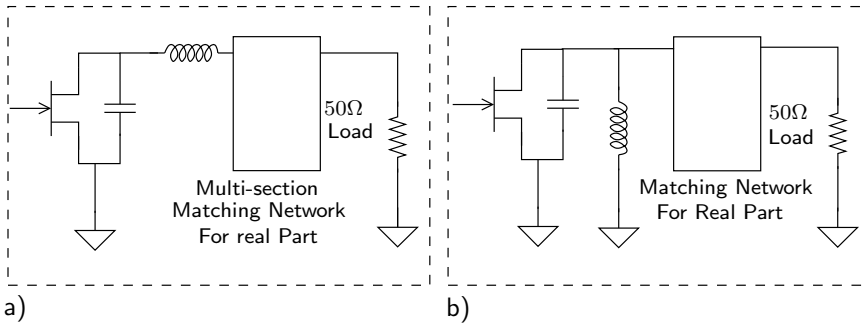 50Ω
Load
Multi-section
Matching Network
For real Part
a)
50Ω
Load
Matching Network
For Real Part
b)